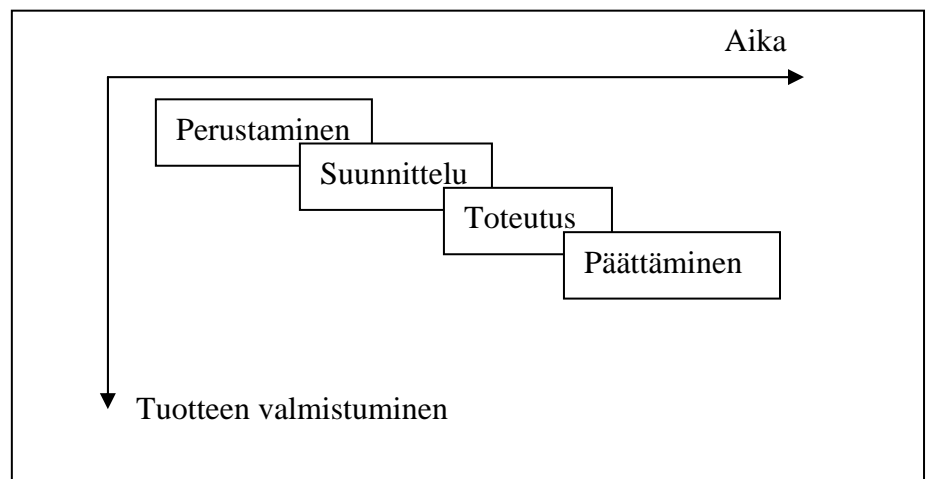 Aika
Perustaminen
Suunnittelu
Toteutus
Päättäminen
Tuotteen valmistuminen